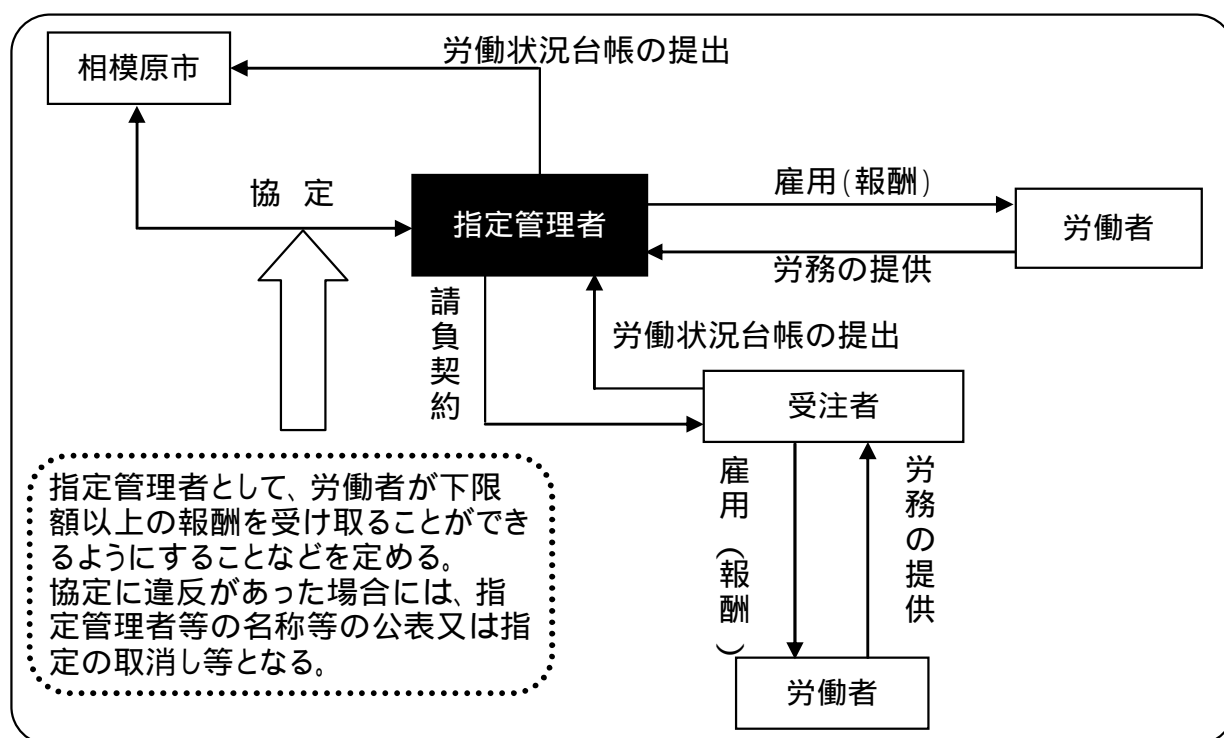 労働状況台帳の提出
相模原市
協 定
指定管理者
雇用(報酬)
労働者
労務の提供
請負契約
労働状況台帳の提出
受注者
雇用(報酬)
労務の提供
労働者
指定管理者として、労働者が下限
額以上の報酬を受け取ることができ
るようにすることなどを定める。
協定に違反があった場合には、指
定管理者等の名称等の公表又は指
定の取消し等となる。